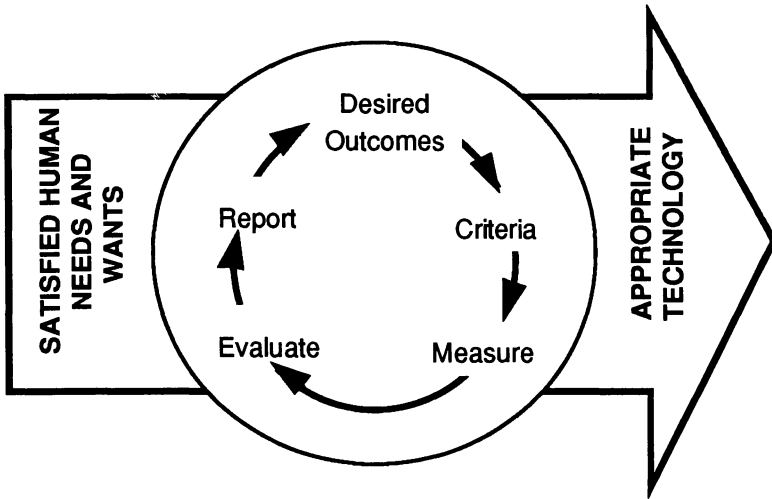 SATISFIED HUMAN
NEEDS AND
WANTS
Desired
Outcomes
Criteria
Measure
Evaluate
Report
APPROPRIATE
TECHNOLOGY